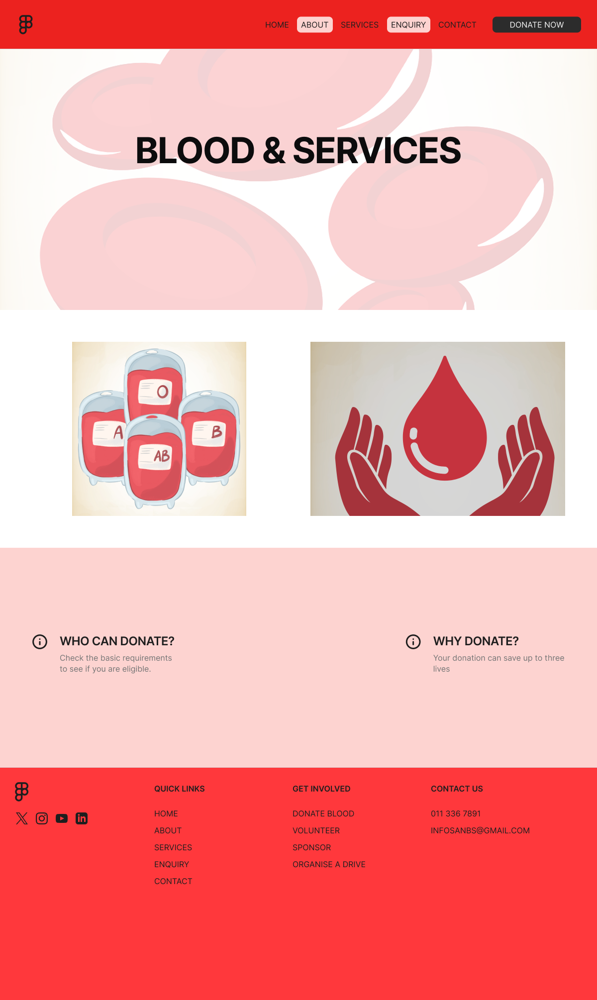 HOME ABOUT SERVICES ENQUIRY CONTACT DONATE NOW
BLOOD & SERVICES
O
A
B
AB
WHO CAN DONATE?
Check the basic requirements
to see if you are eligible.
WHY DONATE?
Your donation can save up to three
lives
QUICK LINKS
HOME
ABOUT
SERVICES
ENQUIRY
CONTACT
GET INVOLVED
DONATE BLOOD
VOLUNTEER
SPONSOR
ORGANISE A DRIVE
CONTACT US
011 336 7891
INFOSANBS@GMAIL.COM